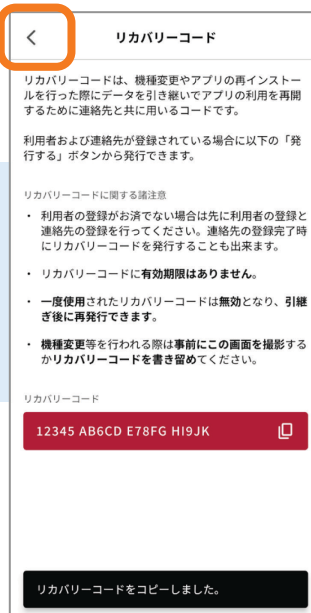 リカバリーコード
リカバリーコードは、機種変更やアプリの再インストー
ルを行った際にデータを引き継いでアプリの利用を再開
するために連絡先と共に用いるコードです。
利用者および連絡先が登録されている場合に以下の「発
行する」ボタンから発行できます。
リカバリーコードに関する諸注意
・ 利用者の登録がお済でない場合は先に利用者の登録と
連絡先の登録を行ってください。連絡先の登録完了時
にリカバリーコードを発行することも出来ます。
・ リカバリーコードに有効期限はありません。
・ 一度使用されたリカバリーコードは無効となり、引継
ぎ後に再発行できます。
・ 機種変更等を行われる際は事前にこの画面を撮影する
かリカバリーコードを書き留めてください。
リカバリーコード
12345 AB6CD E78FG HI9JK
リカバリーコードをコピーしました。